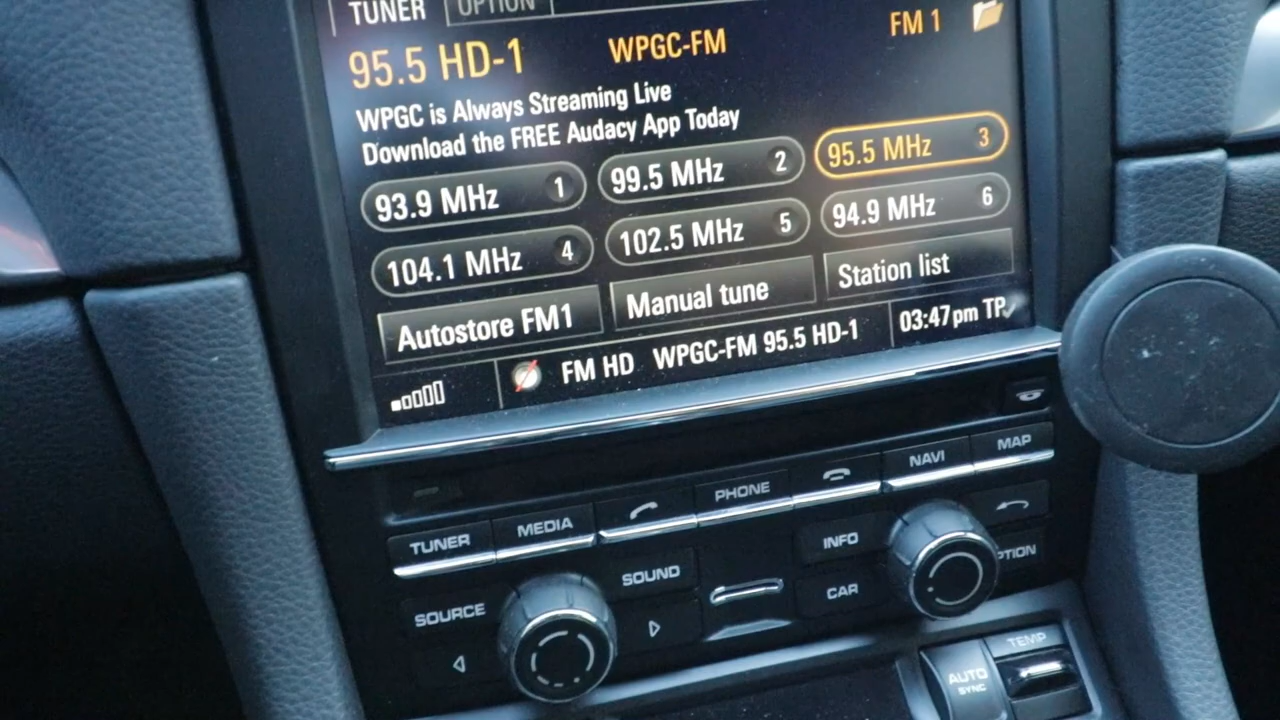 TUNER OPTION
95.5 HD-1 WPGC-FM FM 1
WPGC is Always Streaming Live
Download the FREE Audacy App Today
93.9 MHz 1 99.5 MHz 2 95.5 MHz 3
104.1 MHz 4 102.5 MHz 5 94.9 MHz 6
Autostore FM1 Manual tune Station list
FM HD WPGC-FM 95.5 HD-1 03:47pm TP
TUNER MEDIA PHONE NAVI MAP
SOURCE SOUND INFO PTION
CAR
AUTO SYNC TEMP